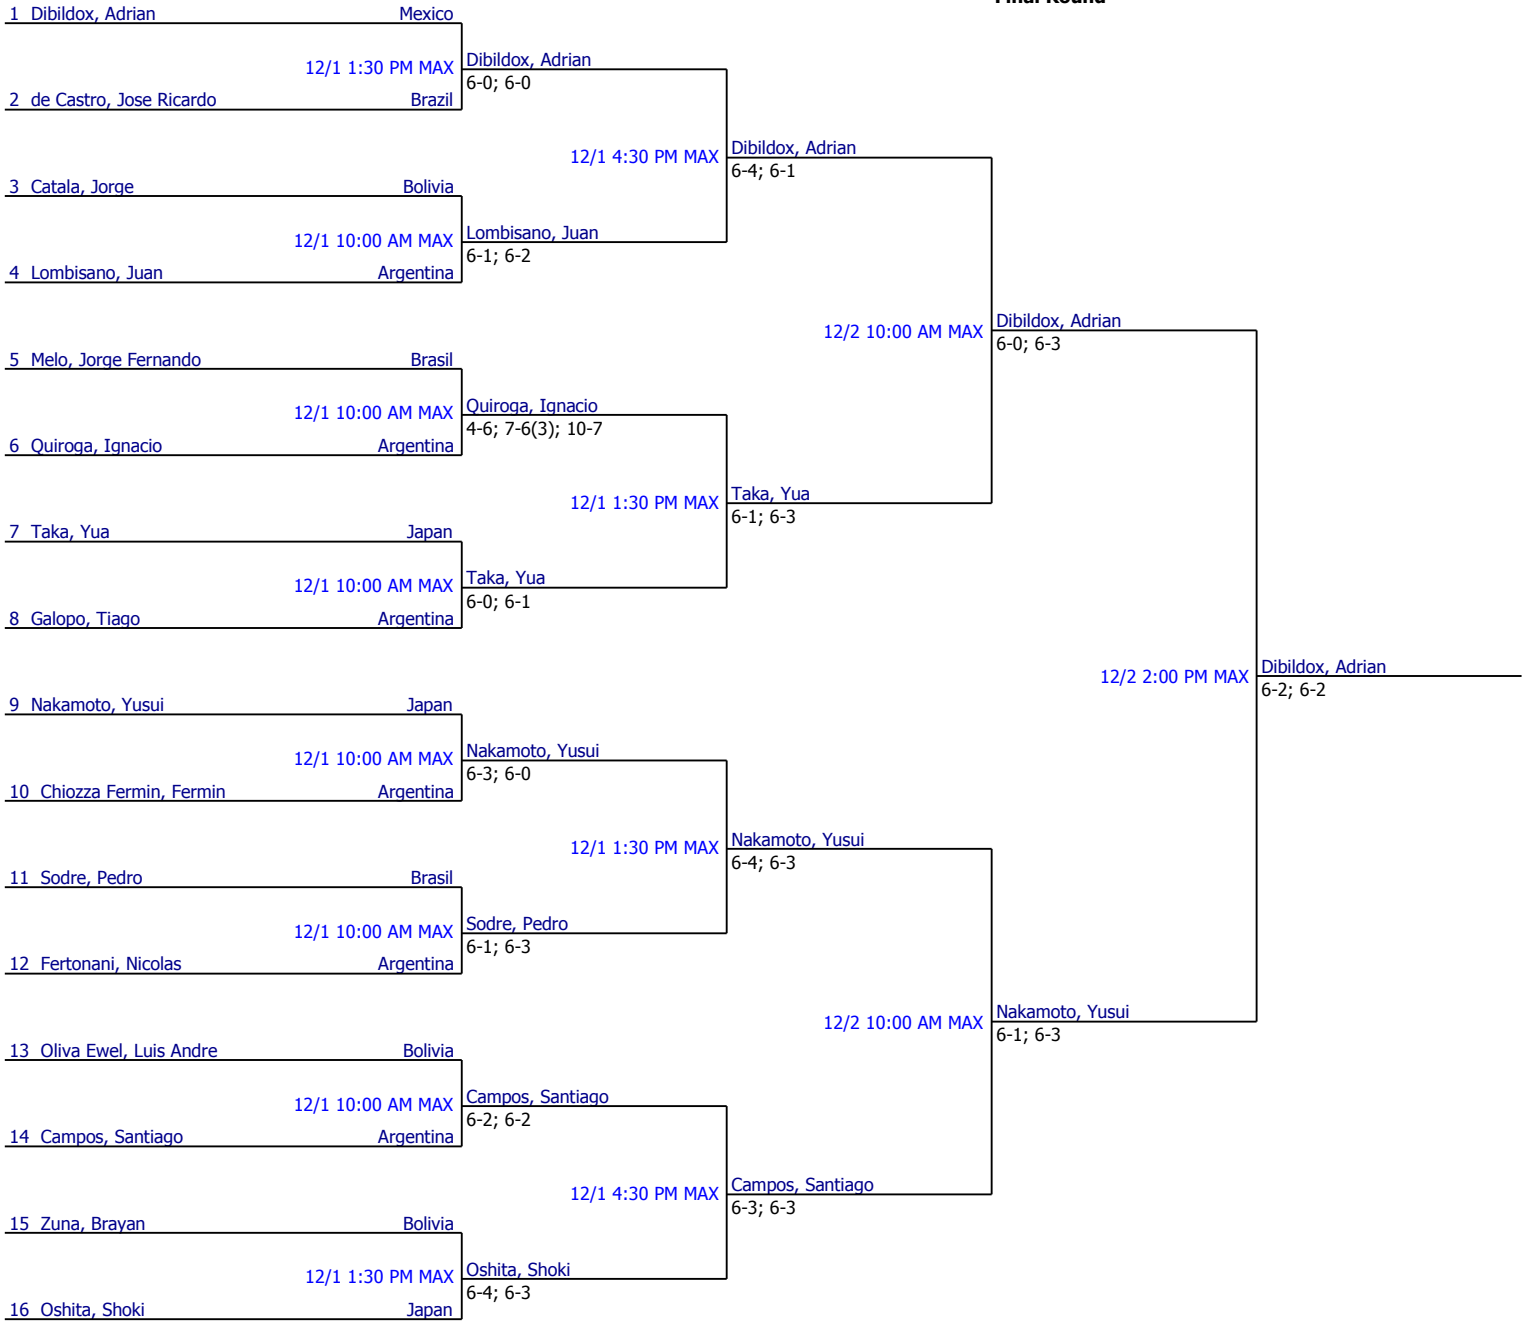 Final Round
1 Dibildox, Adrian Mexico
12/1 1:30 PM MAX
Dibildox, Adrian
6-0; 6-0
2 de Castro, Jose Ricardo Brazil
12/1 4:30 PM MAX
Dibildox, Adrian
6-4; 6-1
3 Catala, Jorge Bolivia
12/1 10:00 AM MAX
Lombisano, Juan
6-1; 6-2
4 Lombisano, Juan Argentina
12/2 10:00 AM MAX
Dibildox, Adrian
6-0; 6-3
5 Melo, Jorge Fernando Brasil
12/1 10:00 AM MAX
Quiroga, Ignacio
4-6; 7-6(3); 10-7
6 Quiroga, Ignacio Argentina
12/1 1:30 PM MAX
Taka, Yua
6-1; 6-3
7 Taka, Yua Japan
12/1 10:00 AM MAX
Taka, Yua
6-0; 6-1
8 Galopo, Tiago Argentina
12/2 2:00 PM MAX
Dibildox, Adrian
6-2; 6-2
9 Nakamoto, Yusui Japan
12/1 10:00 AM MAX
Nakamoto, Yusui
6-3; 6-0
10 Chiozza Fermin, Fermin Argentina
12/1 1:30 PM MAX
Nakamoto, Yusui
6-4; 6-3
11 Sodre, Pedro Brasil
12/1 10:00 AM MAX
Sodre, Pedro
6-1; 6-3
12 Fertonani, Nicolas Argentina
12/2 10:00 AM MAX
Nakamoto, Yusui
6-1; 6-3
13 Oliva Ewel, Luis Andre Bolivia
12/1 10:00 AM MAX
Campos, Santiago
6-2; 6-2
14 Campos, Santiago Argentina
12/1 4:30 PM MAX
Campos, Santiago
6-3; 6-3
15 Zuna, Brayan Bolivia
12/1 1:30 PM MAX
Oshita, Shoki
6-4; 6-3
16 Oshita, Shoki Japan